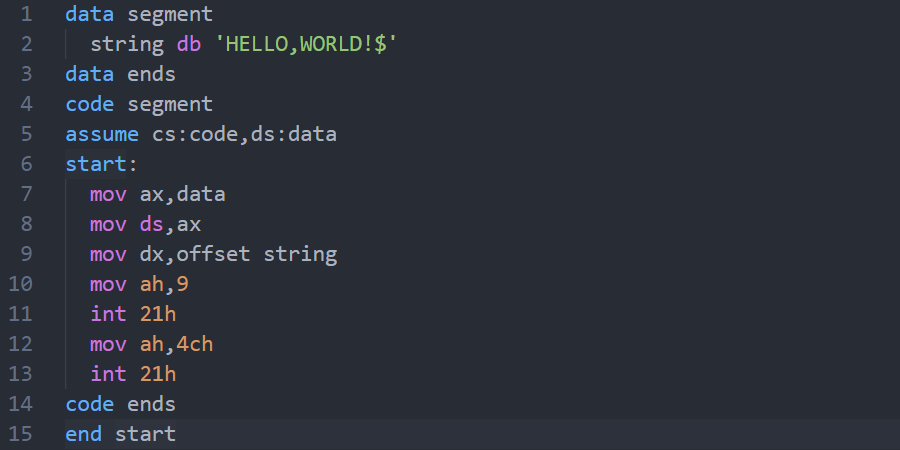 1 data segment
2 string db 'HELLO,WORLD!$'
3 data ends
4 code segment
5 assume cs:code,ds:data
6 start:
7 mov ax,data
8 mov ds,ax
9 mov dx,offset string
10 mov ah,9
11 int 21h
12 mov ah,4ch
13 int 21h
14 code ends
15 end start